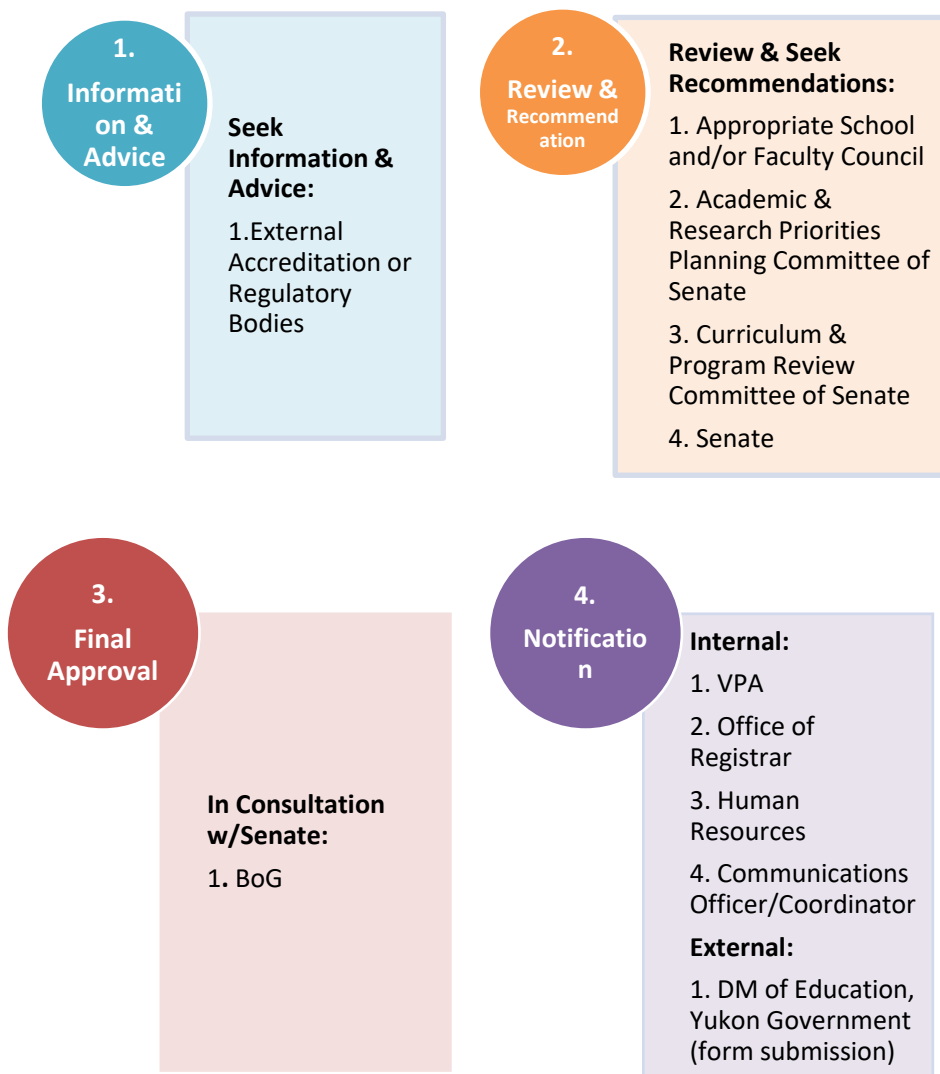 1.
Informati
on &
Advice
Seek
Information &
Advice:
1.External
Accreditation or
Regulatory
Bodies
2.
Review &
Recommend
ation
Review & Seek
Recommendations:
1. Appropriate School
and/or Faculty Council
2. Academic &
Research Priorities
Planning Committee of
Senate
3. Curriculum &
Program Review
Committee of Senate
4. Senate
3.
Final
Approval
In Consultation
w/Senate:
1. BoG
4.
Notificatio
n
Internal:
1. VPA
2. Office of
Registrar
3. Human
Resources
4. Communications
Officer/Coordinator
External:
1. DM of Education,
Yukon Government
(form submission)